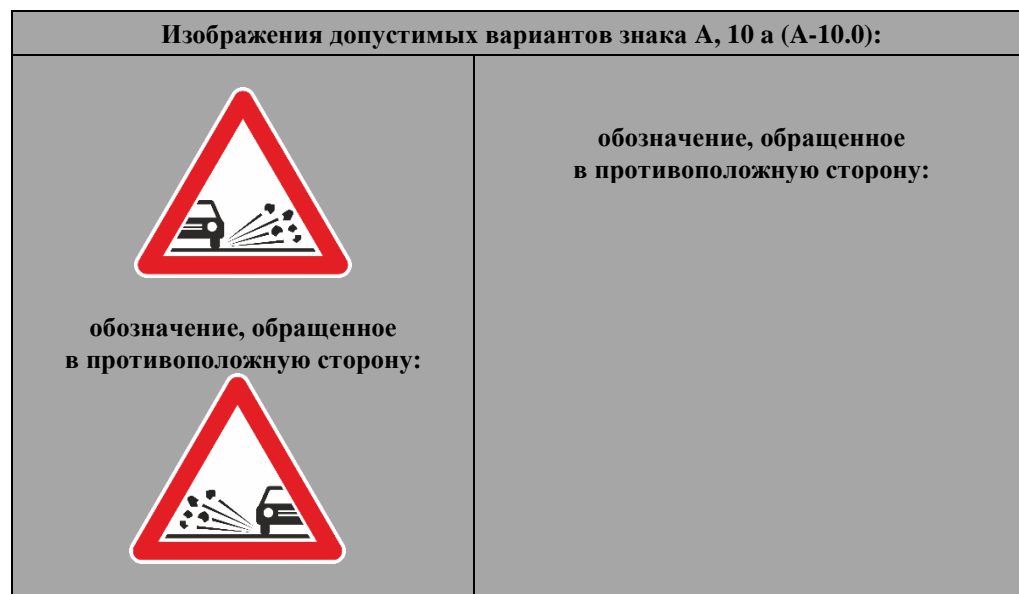 Изображения допустимых вариантов знака A, 10 a (A-10.0):
обозначение, обращенное
в противоположную сторону:
обозначение, обращенное
в противоположную сторону: